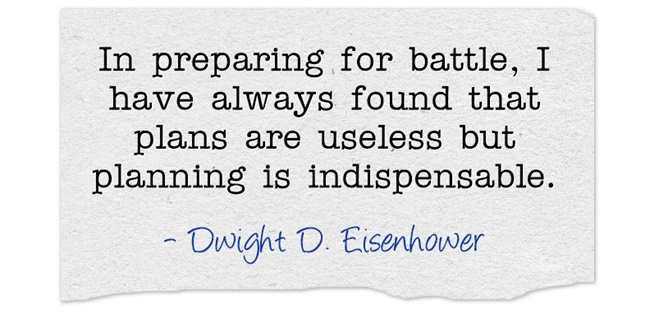 In preparing for battle, I
have always found that
plans are useless but
planning is indispensable.
- Dwight D. Eisenhower